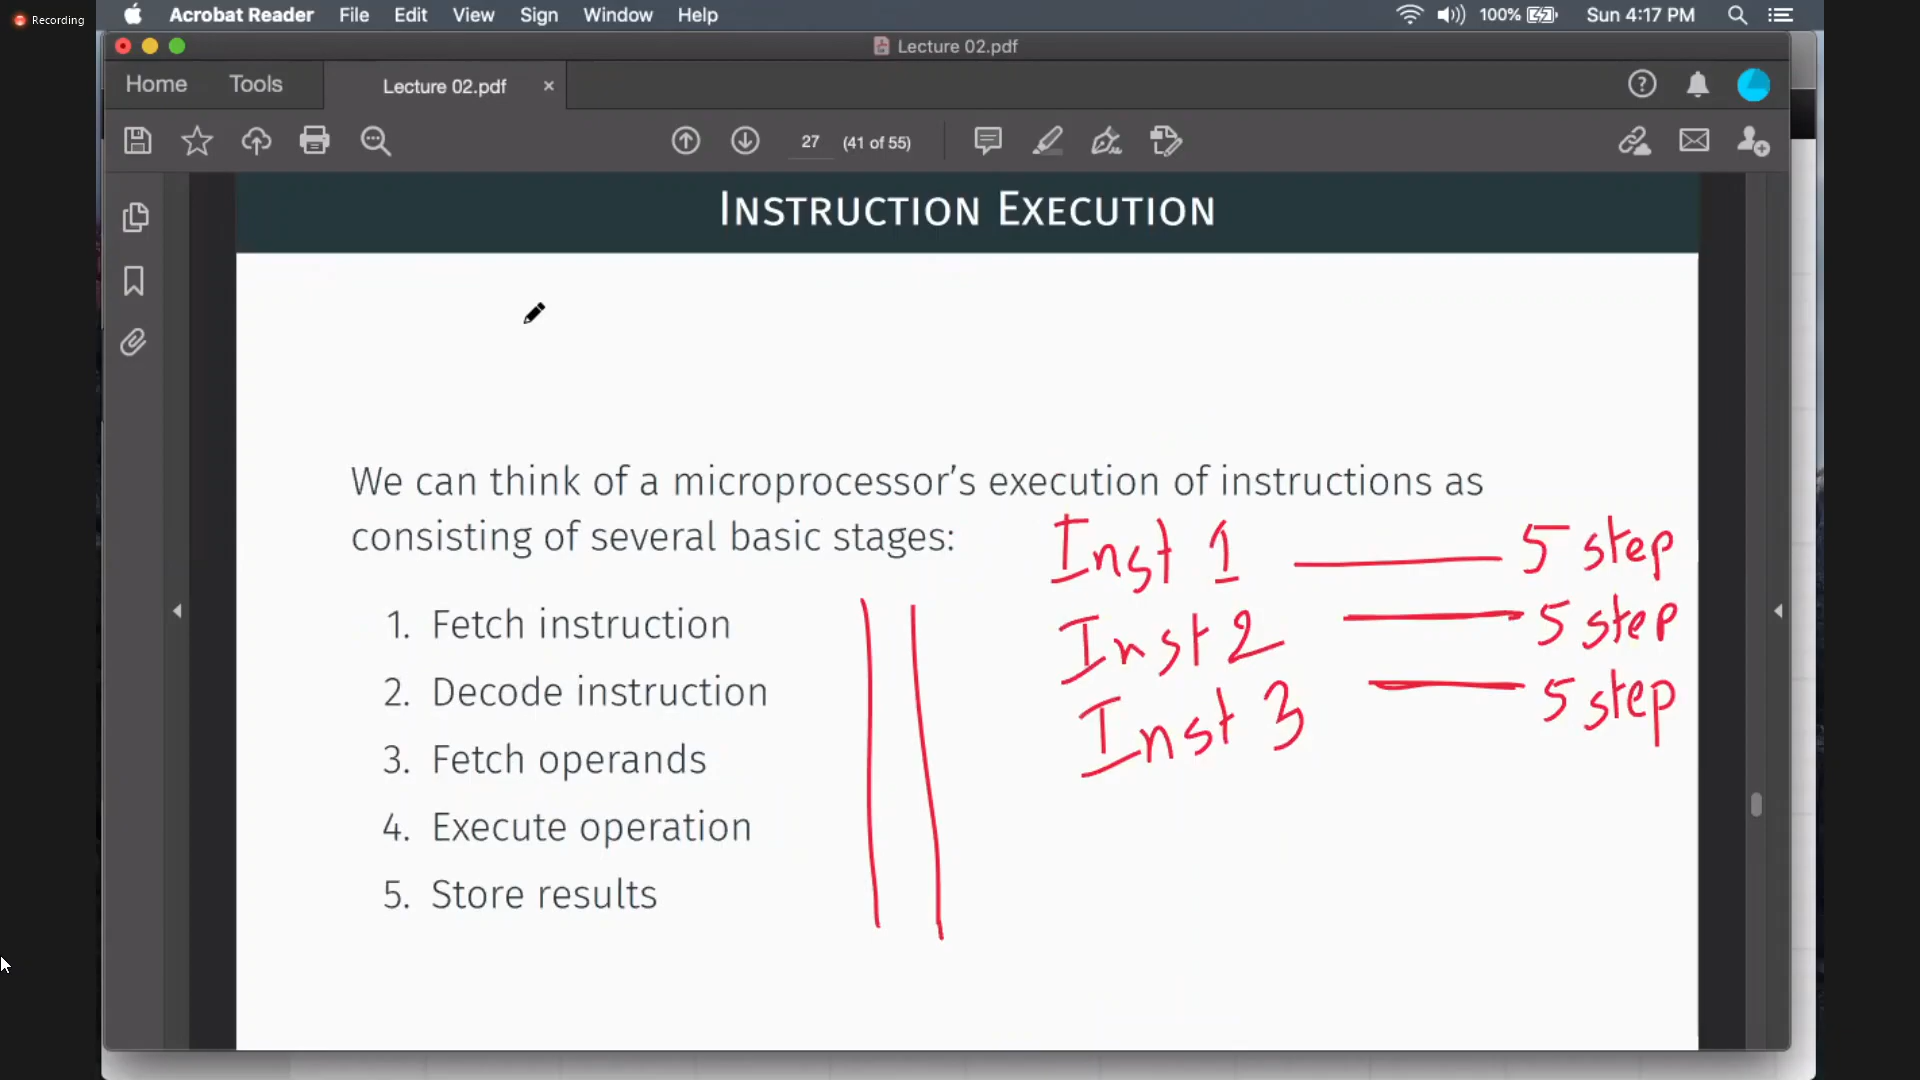 Recording
Acrobat Reader File Edit View Sign Window Help 100% Sun 4:17 PM
Lecture 02.pdf
Home Tools Lecture 02.pdf ×
27 (41 of 55)
INSTRUCTION EXECUTION
We can think of a microprocessor's execution of instructions as
consisting of several basic stages:
Inst 1 5 step
1. Fetch instruction
Inst 2 5 step
2. Decode instruction
Inst 3 5 step
3. Fetch operands
4. Execute operation
5. Store results